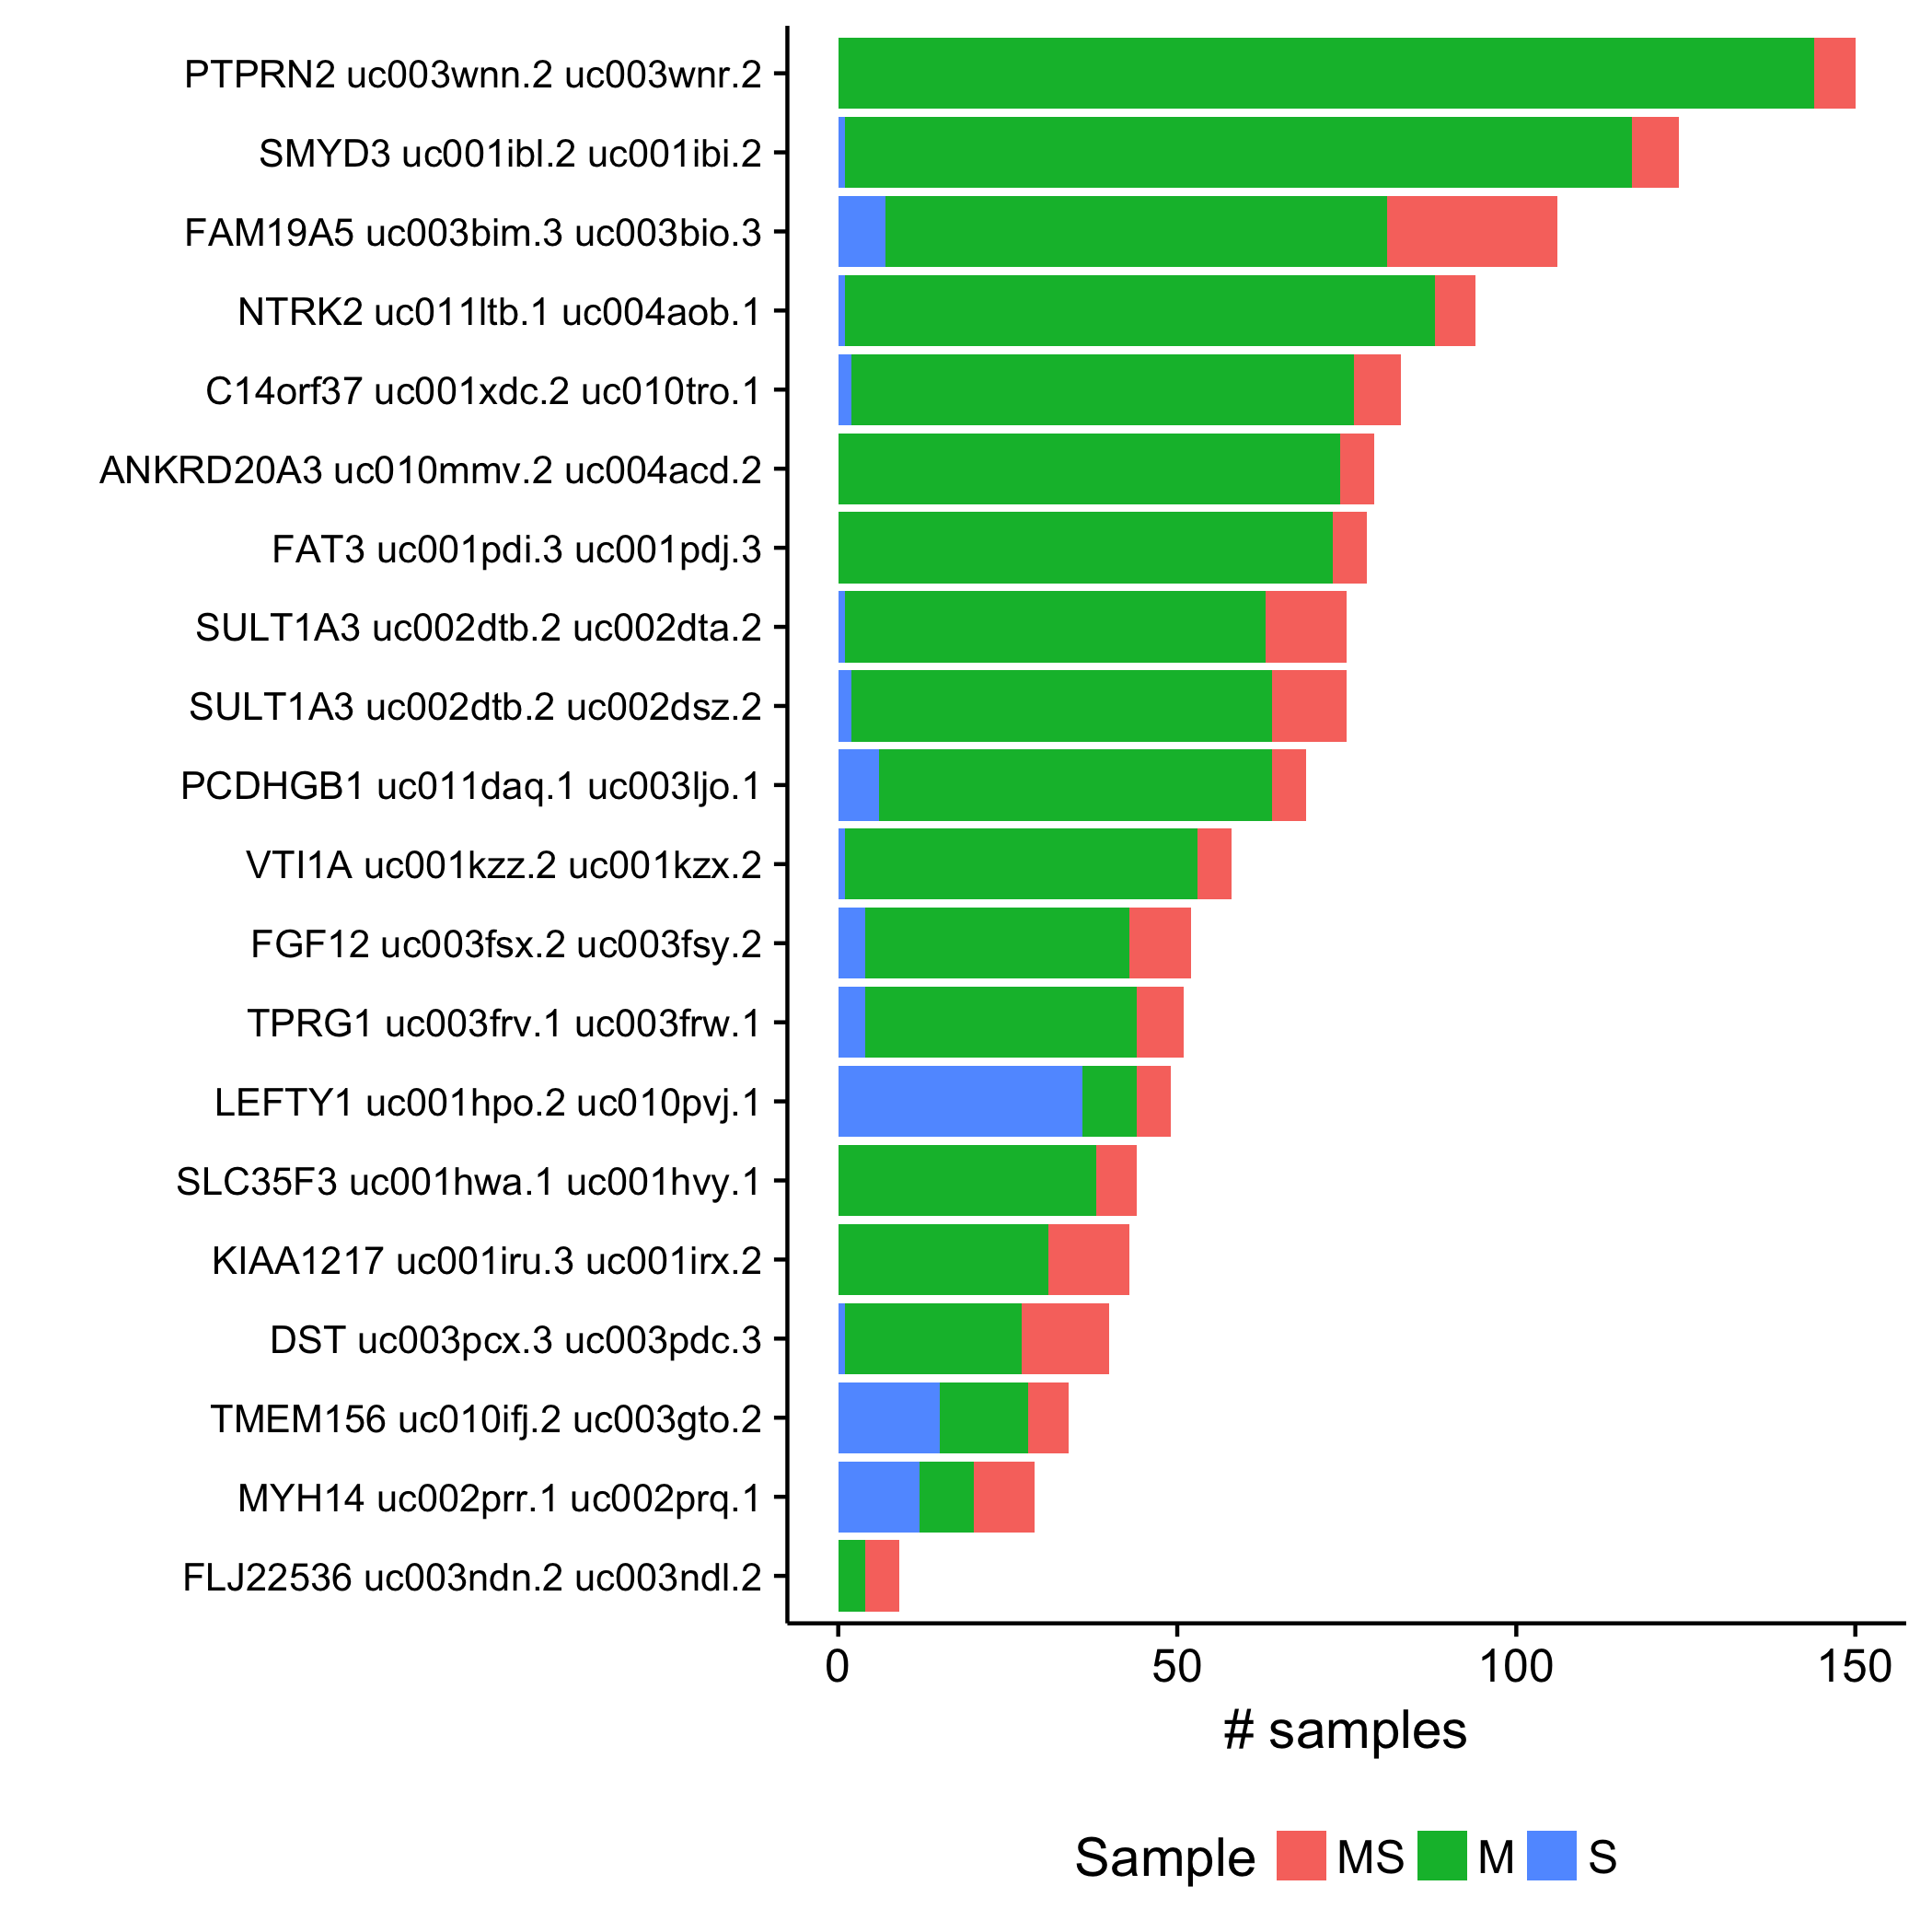 PTPRN2 uc003wnn.2 uc003wnr.2
SMYD3 uc001ibl.2 uc001ibi.2
FAM19A5 uc003bim.3 uc003bio.3
NTRK2 uc011ltb.1 uc004aob.1
C14orf37 uc001xdc.2 uc010tro.1
ANKRD20A3 uc010mmv.2 uc004acd.2
FAT3 uc001pdi.3 uc001pdj.3
SULT1A3 uc002dtb.2 uc002dta.2
SULT1A3 uc002dtb.2 uc002dsz.2
PCDHGB1 uc011daq.1 uc003ljo.1
VTI1A uc001kzz.2 uc001kzx.2
FGF12 uc003fsx.2 uc003fsy.2
TPRG1 uc003frv.1 uc003frw.1
LEFTY1 uc001hpo.2 uc010pvj.1
SLC35F3 uc001hwa.1 uc001hvy.1
KIAA1217 uc001iru.3 uc001irx.2
DST uc003pcx.3 uc003pdc.3
TMEM156 uc010ifj.2 uc003gto.2
MYH14 uc002prr.1 uc002prq.1
FLJ22536 uc003ndn.2 uc003ndl.2
0 50 100 150
# samples
Sample MS M S